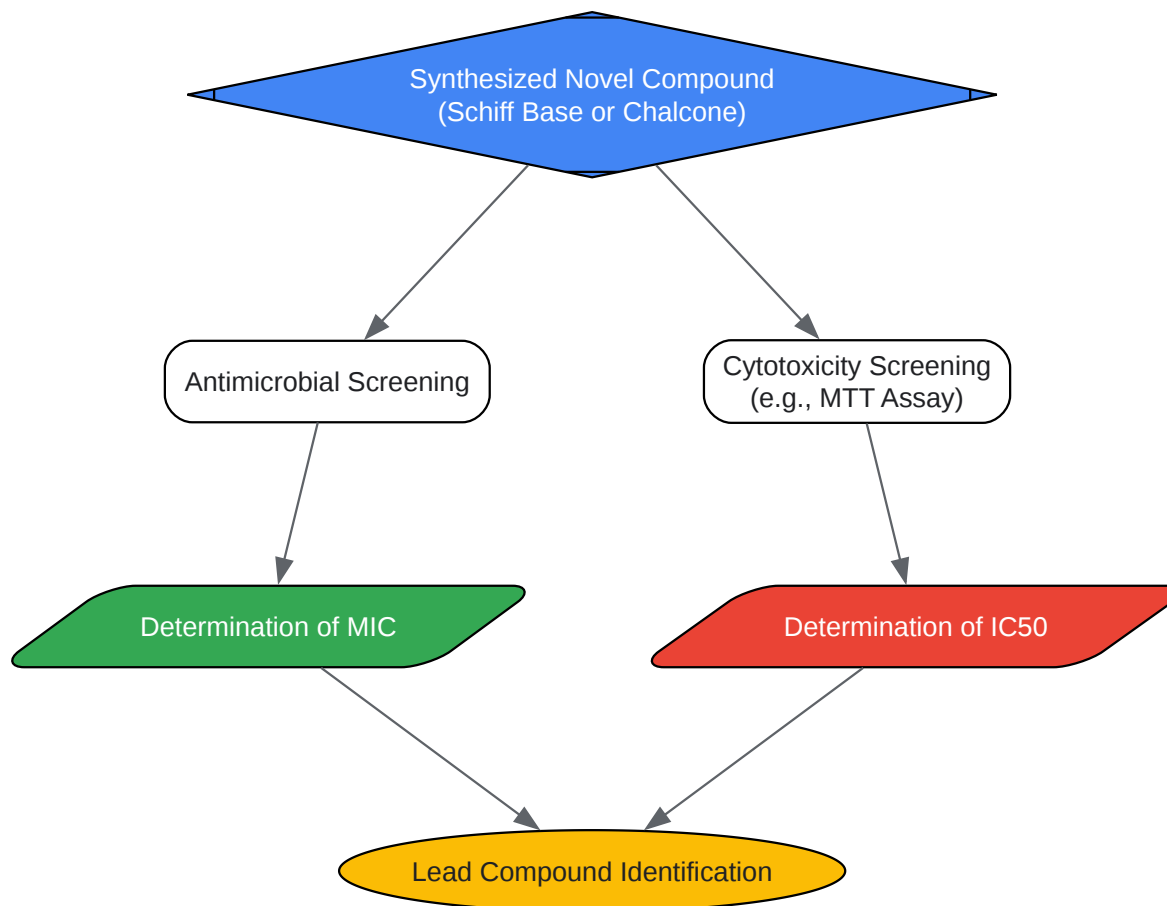 Synthesized Novel Compound
(Schiff Base or Chalcone)
Antimicrobial Screening
Cytotoxicity Screening
(e.g., MTT Assay)
Determination of MIC
Determination of IC50
Lead Compound Identification